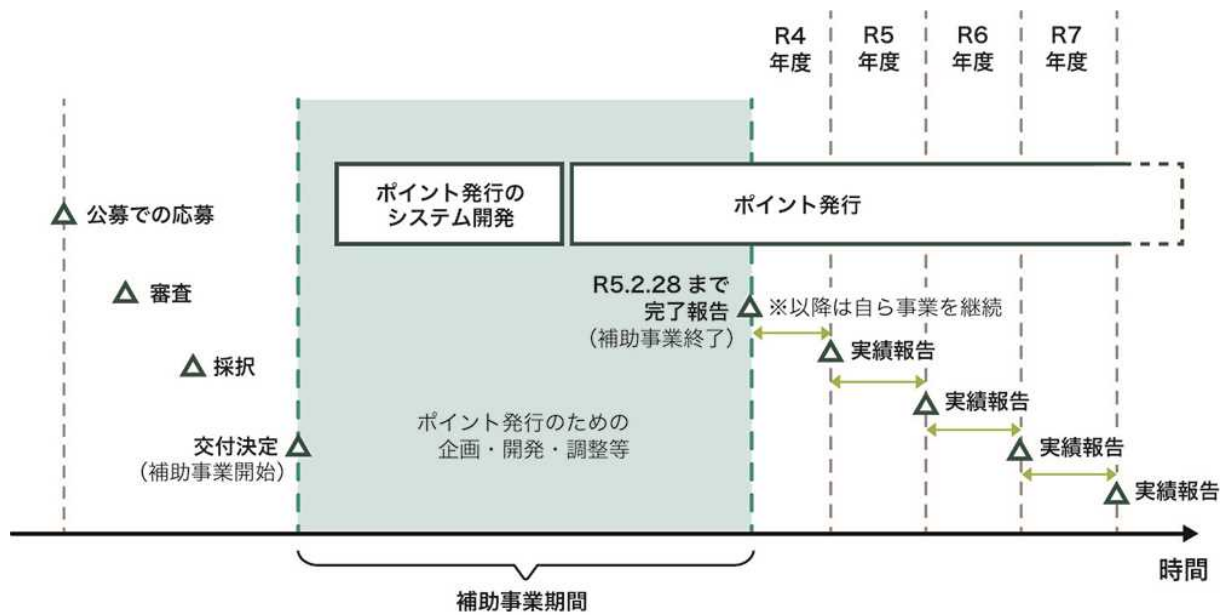 R4
年度
R5
年度
R6
年度
R7
年度
ポイント発行の
システム開発
ポイント発行
公募での応募
審査
採択
交付決定
（補助事業開始）
R5.2.28 まで
完了報告
（補助事業終了）
※以降は自ら事業を継続
実績報告
実績報告
実績報告
実績報告
ポイント発行のための
企画・開発・調整等
時間
補助事業期間